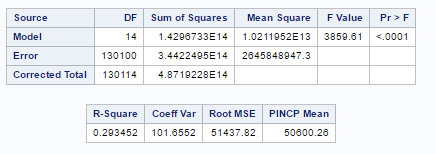 Source DF Sum of Squares Mean Square F Value Pr > F
Model 14 1.4296733E14 1.0211952E13 3859.61 <.0001
Error 130100 3.4422495E14 2645848947.3
Corrected Total 130114 4.8719228E14
R-Square Coeff Var Root MSE PINCP Mean
0.293452 101.6552 51437.82 50600.26